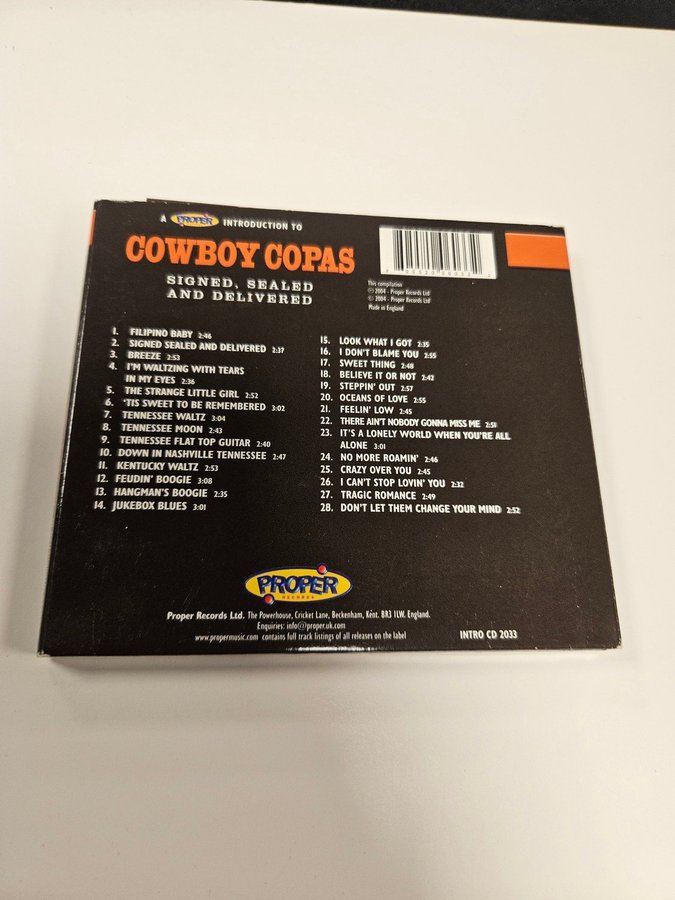 A PROPER INTRODUCTION TO
COWBOY COPAS
SIGNED, SEALED
AND DELIVERED
This compilation
℗ 2004 - Proper Records Ltd
© 2004 - Proper Records Ltd
Made in England
1. FILIPINO BABY 2:46
2. SIGNED SEALED AND DELIVERED 2:37
3. BREEZE 2:53
4. I'M WALTZING WITH TEARS
IN MY EYES 2:36
5. THE STRANGE LITTLE GIRL 2:52
6. 'TIS SWEET TO BE REMEMBERED 3:02
7. TENNESSEE WALTZ 3:04
8. TENNESSEE MOON 2:43
9. TENNESSEE FLAT TOP GUITAR 2:40
10. DOWN IN NASHVILLE TENNESSEE 2:47
11. KENTUCKY WALTZ 2:53
12. FEUDIN' BOOGIE 3:08
13. HANGMAN'S BOOGIE 2:35
14. JUKEBOX BLUES 3:01
15. LOOK WHAT I GOT 2:35
16. I DON'T BLAME YOU 2:55
17. SWEET THING 2:48
18. BELIEVE IT OR NOT 2:42
19. STEPPIN' OUT 2:57
20. OCEANS OF LOVE 2:55
21. FEELIN' LOW 2:45
22. THERE AIN'T NOBODY GONNA MISS ME 2:51
23. IT'S A LONELY WORLD WHEN YOU'RE ALL
ALONE 3:01
24. NO MORE ROAMIN' 2:46
25. CRAZY OVER YOU 2:45
26. I CAN'T STOP LOVIN' YOU 2:32
27. TRAGIC ROMANCE 2:49
28. DON'T LET THEM CHANGE YOUR MIND 2:52
PROPER
RECORDS
Proper Records Ltd. The Powerhouse, Cricket Lane, Beckenham, Kent. BR3 1LW. England.
Enquiries: info@proper.uk.com
www.propermusic.com contains full track listings of all releases on the label
INTRO CD 2033